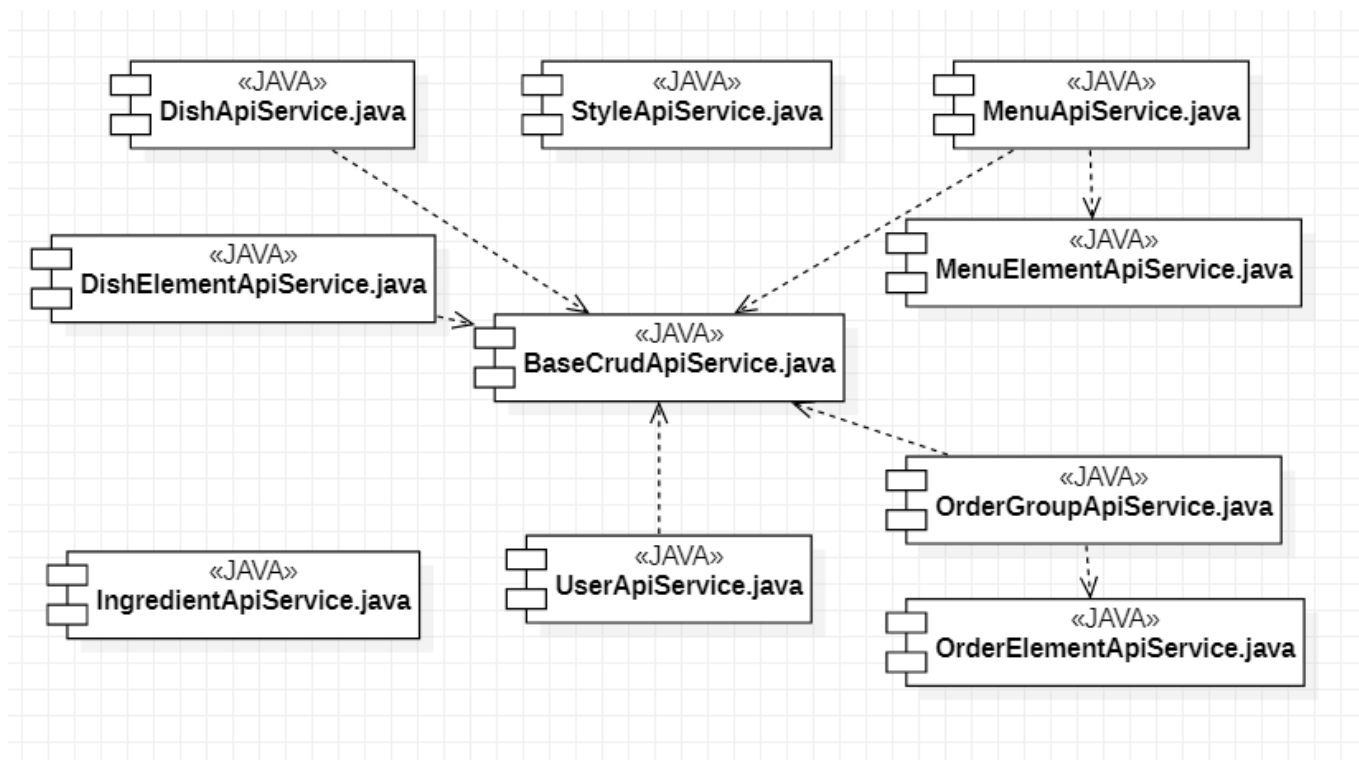 «JAVA»
DishApiService.java
«JAVA»
StyleApiService.java
«JAVA»
MenuApiService.java
«JAVA»
DishElementApiService.java
«JAVA»
MenuElementApiService.java
«JAVA»
BaseCrudApiService.java
«JAVA»
OrderGroupApiService.java
«JAVA»
IngredientApiService.java
«JAVA»
UserApiService.java
«JAVA»
OrderElementApiService.java